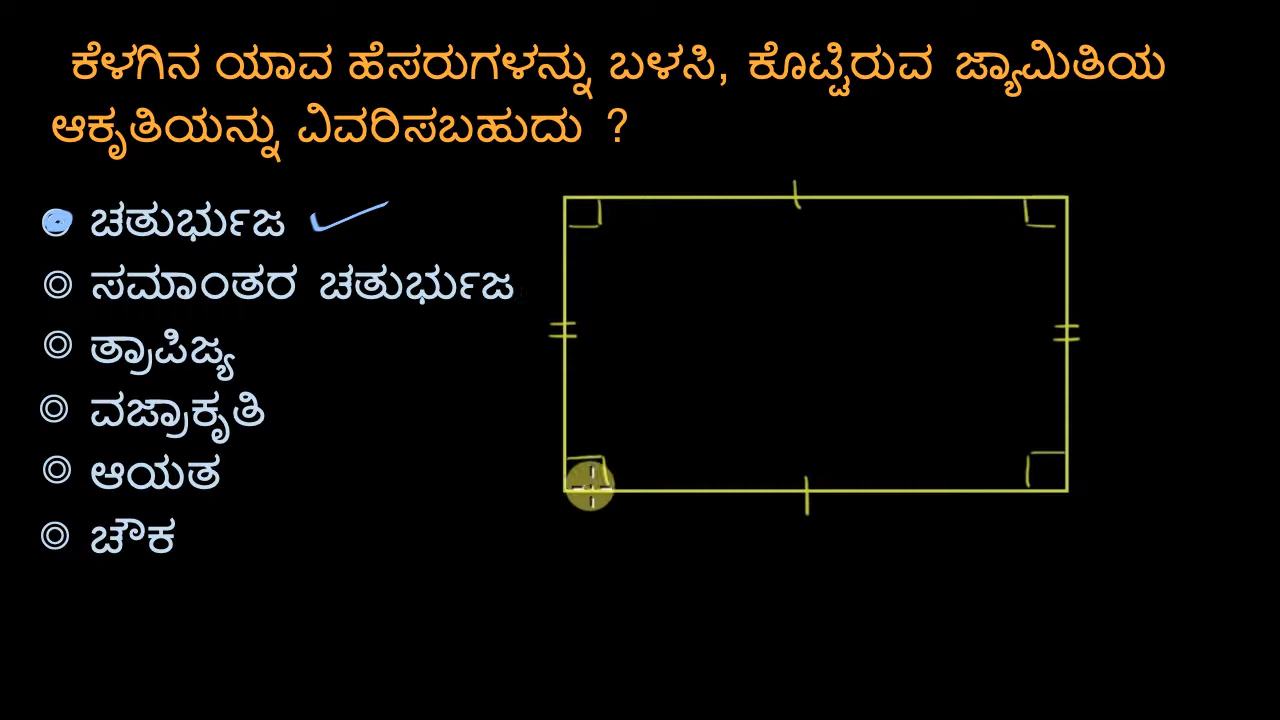 ಕೆಳಗಿನ ಯಾವ ಹೆಸರುಗಳನ್ನು ಬಳಸಿ, ಕೊಟ್ಟಿರುವ ಜ್ಯಾಮಿತಿಯ
ಆಕೃತಿಯನ್ನು ವಿವರಿಸಬಹುದು ?
ಚತುರ್ಭುಜ
ಸಮಾಂತರ ಚತುರ್ಭುಜ
ತ್ರಾಪಿಜ್ಯ
ವಜ್ರಾಕೃತಿ
ಆಯತ
ಚೌಕ